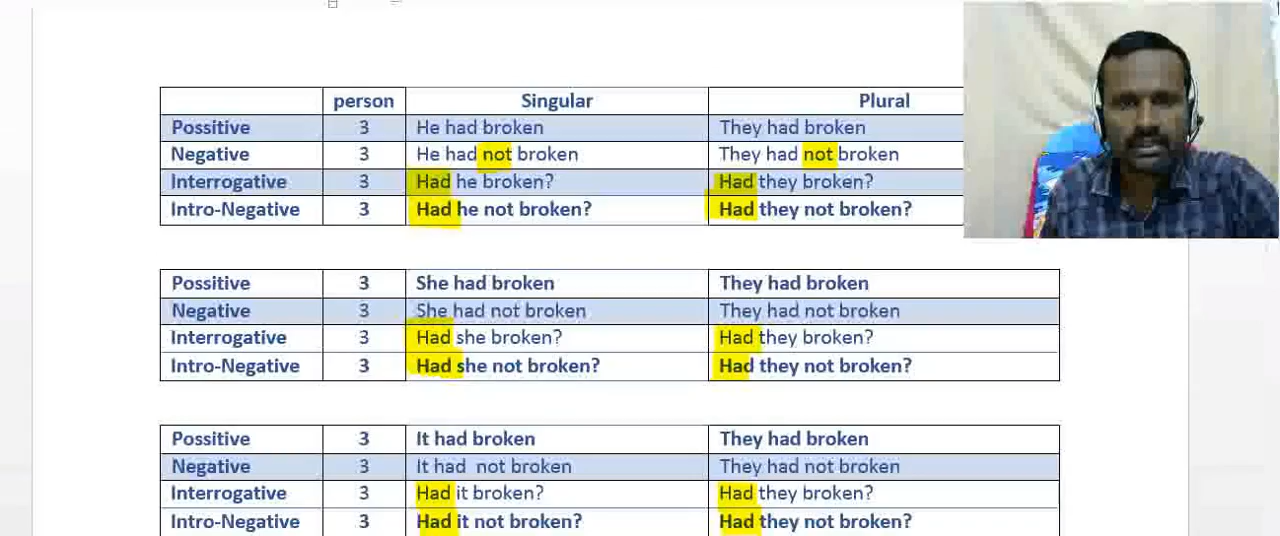 person Singular Plural
Possitive 3 He had broken They had broken
Negative 3 He had not broken They had not broken
Interrogative 3 Had he broken? Had they broken?
Intro-Negative 3 Had he not broken? Had they not broken?
Possitive 3 She had broken They had broken
Negative 3 She had not broken They had not broken
Interrogative 3 Had she broken? Had they broken?
Intro-Negative 3 Had she not broken? Had they not broken?
Possitive 3 It had broken They had broken
Negative 3 It had not broken They had not broken
Interrogative 3 Had it broken? Had they broken?
Intro-Negative 3 Had it not broken? Had they not broken?